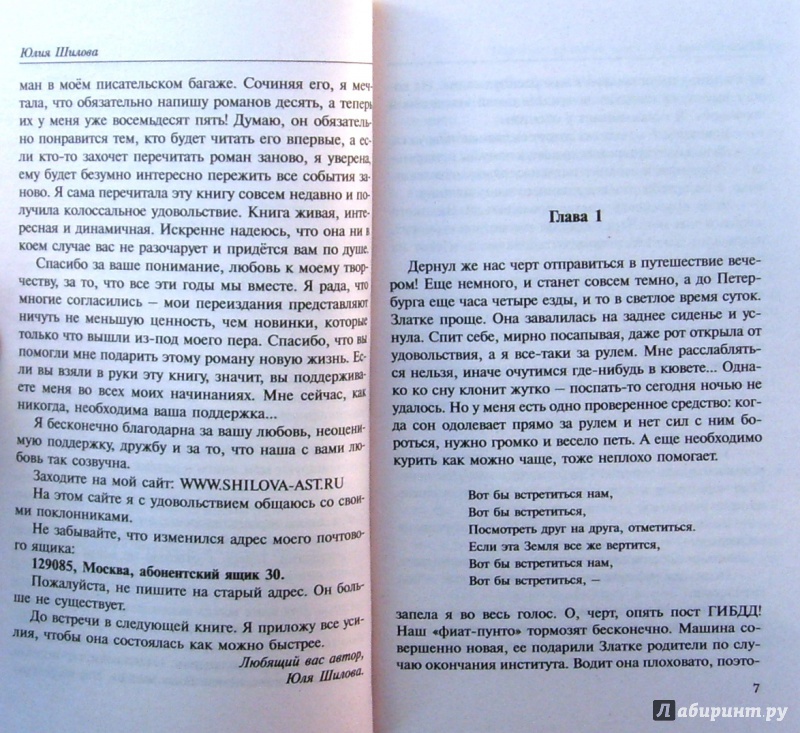 Юлия Шилова
ман в моём писательском багаже. Сочиняя его, я меч-
тала, что обязательно напишу романов десять, а теперь
их у меня уже восемьдесят пять! Думаю, он обязатель-
но понравится тем, кто будет читать его впервые, а ес-
ли кто-то захочет перечитать роман заново, я уверена,
ему будет безумно интересно пережить все события за-
ново. Я сама перечитала эту книгу совсем недавно и по-
лучила колоссальное удовольствие. Книга живая, инте-
ресная и динамичная. Искренне надеюсь, что она ни в
коем случае вас не разочарует и придётся вам по душе.
Спасибо за ваше понимание, любовь к моему твор-
честву, за то, что все эти годы мы вместе. Я рада, что
многие согласились — мои переиздания представляют
ничуть не меньшую ценность, чем новинки, которые
только что вышли из-под моего пера. Спасибо, что вы
помогли мне подарить этому роману новую жизнь. Ес-
ли вы взяли в руки эту книгу, значит, вы поддержива-
ете меня во всех моих начинаниях. Мне сейчас, как
никогда, необходима ваша поддержка...
Я бесконечно благодарна за вашу любовь, неоцени-
мую поддержку, дружбу и за то, что наша с вами лю-
бовь так созвучна.
Заходите на мой сайт: WWW.SHILOVA-AST.RU
На этом сайте я с удовольствием общаюсь со свои-
ми поклонниками.
Не забывайте, что изменился адрес моего почтово-
го ящика:
129085, Москва, абонентский ящик 30.
Пожалуйста, не пишите на старый адрес. Он боль-
ше не существует.
До встречи в следующей книге. Я приложу все уси-
лия, чтобы она состоялась как можно быстрее.
Любящий вас автор,
Юля Шилова.
Глава 1
Дернул же нас черт отправиться в путешествие вече-
ром! Еще немного, и станет совсем темно, а до Петер-
бурга еще часа четыре езды, и то в светлое время суток.
Златке проще. Она завалилась на заднее сиденье и ус-
нула. Спит себе, мирно посапывая, даже рот открыла от
удовольствия, а я все-таки за рулем. Мне расслаблять-
ся нельзя, иначе очутимся где-нибудь в кювете... Одна-
ко ко сну клонит жутко — поспать-то сегодня ночью не
удалось. Но у меня есть одно проверенное средство: ког-
да сон одолевает прямо за рулем и нет сил с ним бо-
роться, нужно громко и весело петь. А еще необходимо
курить как можно чаще, тоже неплохо помогает.
Вот бы встретиться нам,
Вот бы встретиться,
Посмотреть друг на друга, отметиться.
Если эта Земля все же вертится,
Вот бы встретиться нам,
Вот бы встретиться, —
запела я во весь голос. О, черт, опять пост ГИБДД!
Наш «фиат-пунто» тормозят бесконечно. Машина со-
вершенно новая, ее подарили Златке родители по слу-
чаю окончания института. Водит она плоховато, поэто-
7
Лабиринт.ру